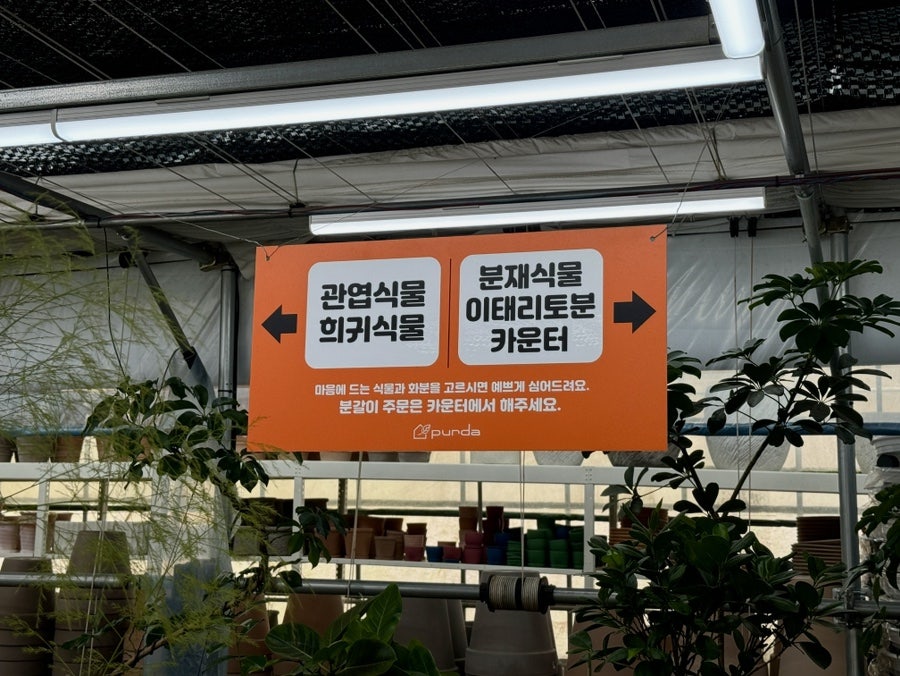 관엽식물
희귀식물
분재식물
이태리토분
카운터
마음에 드는 식물과 화분을 고르시면 예쁘게 심어드려요.
분갈이 주문은 카운터에서 해주세요.
purda